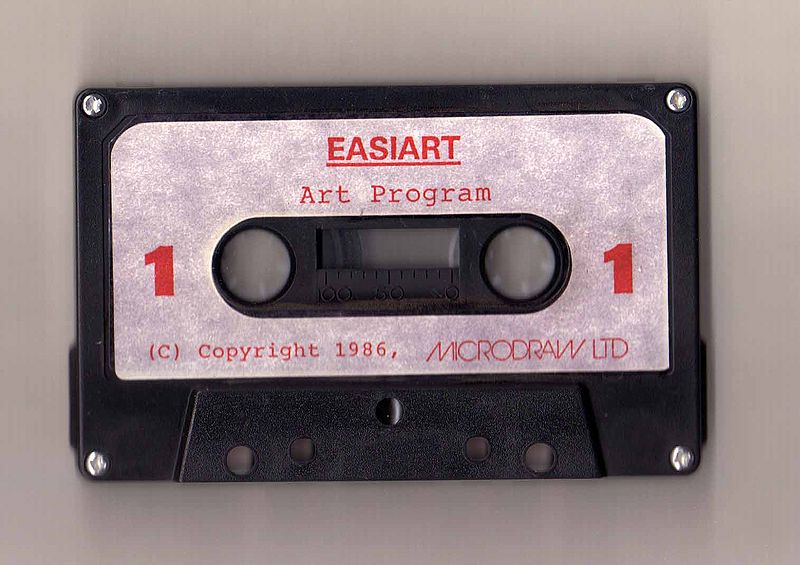 EASIART
Art Program
1 1
100 50 0
(C) Copyright 1986, MICRODRAW LTD